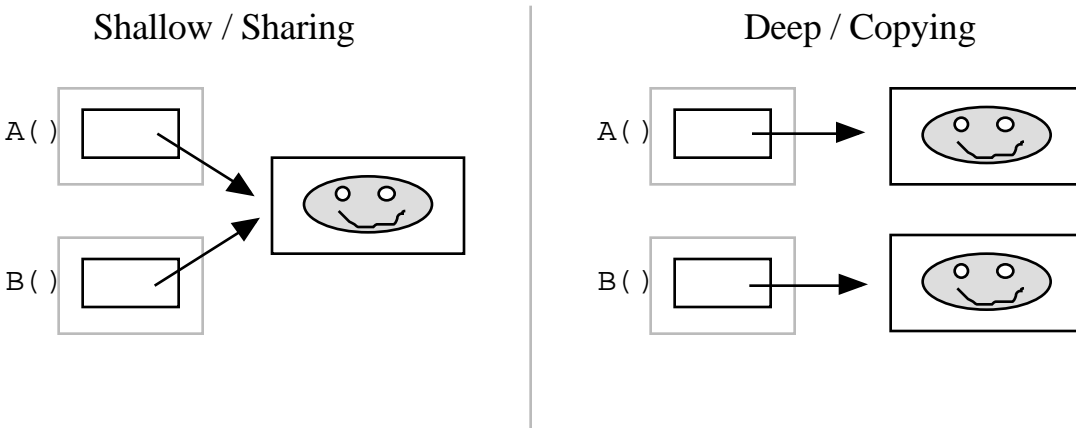 Shallow / Sharing
A()
B()
Deep / Copying
A()
B()